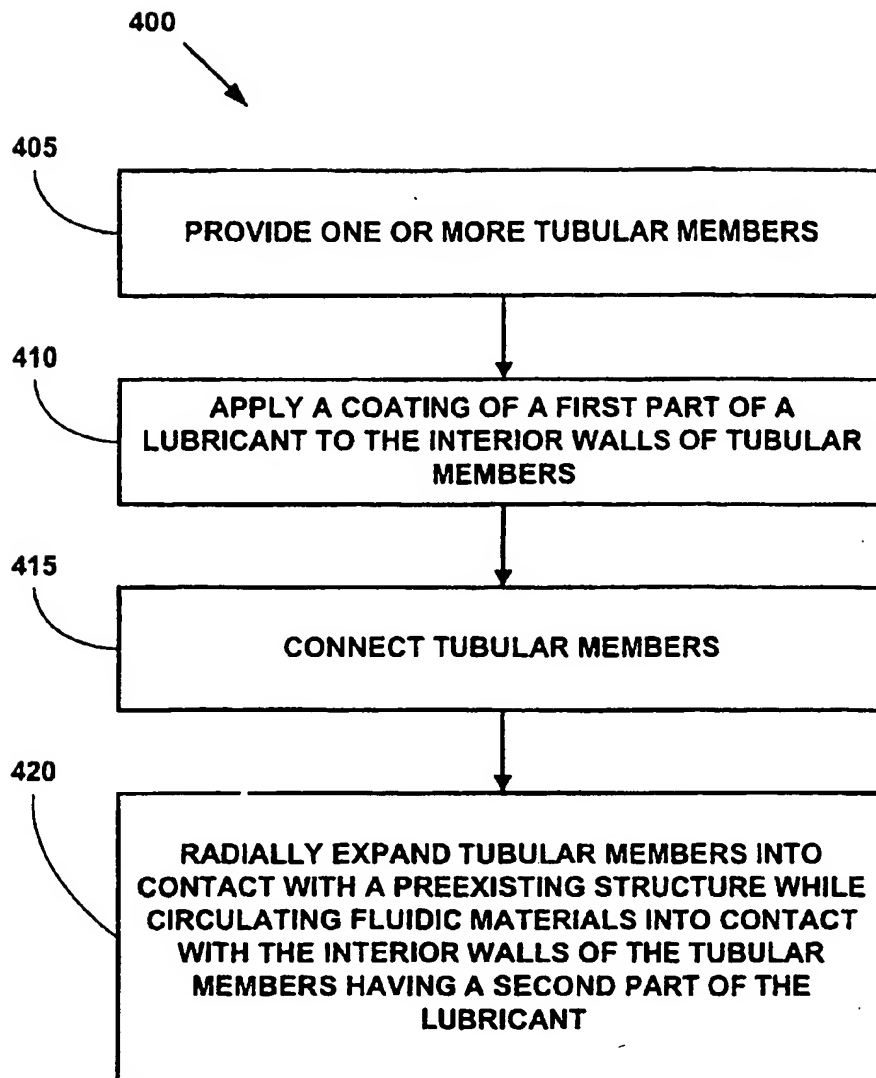 400
405
PROVIDE ONE OR MORE TUBULAR MEMBERS
410
APPLY A COATING OF A FIRST PART OF A
LUBRICANT TO THE INTERIOR WALLS OF TUBULAR
MEMBERS
415
CONNECT TUBULAR MEMBERS
420
RADIALLY EXPAND TUBULAR MEMBERS INTO
CONTACT WITH A PREEXISTING STRUCTURE WHILE
CIRCULATING FLUIDIC MATERIALS INTO CONTACT
WITH THE INTERIOR WALLS OF THE TUBULAR
MEMBERS HAVING A SECOND PART OF THE
LUBRICANT